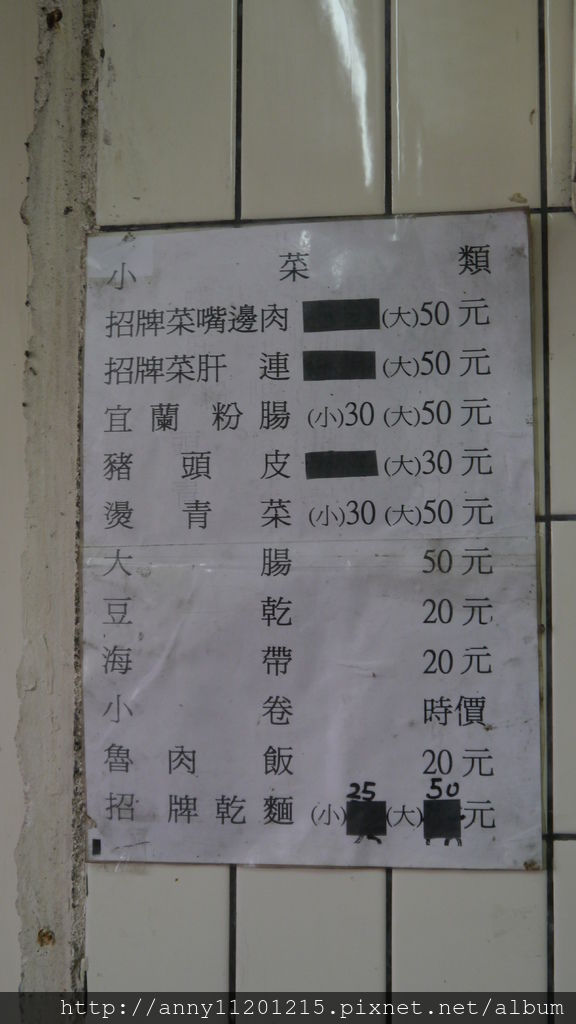 小菜類
招牌菜嘴邊肉 (大)50元
招牌菜肝連 (大)50元
宜蘭粉腸 (小)30 (大)50元
豬頭皮 (大)30元
燙青菜 (小)30 (大)50元
大腸 50元
豆乾 20元
海帶 20元
小卷 時價
魯肉飯 20元
招牌乾麵 (小)25 (大)50元
http://anny11201215.pixnet.net/album